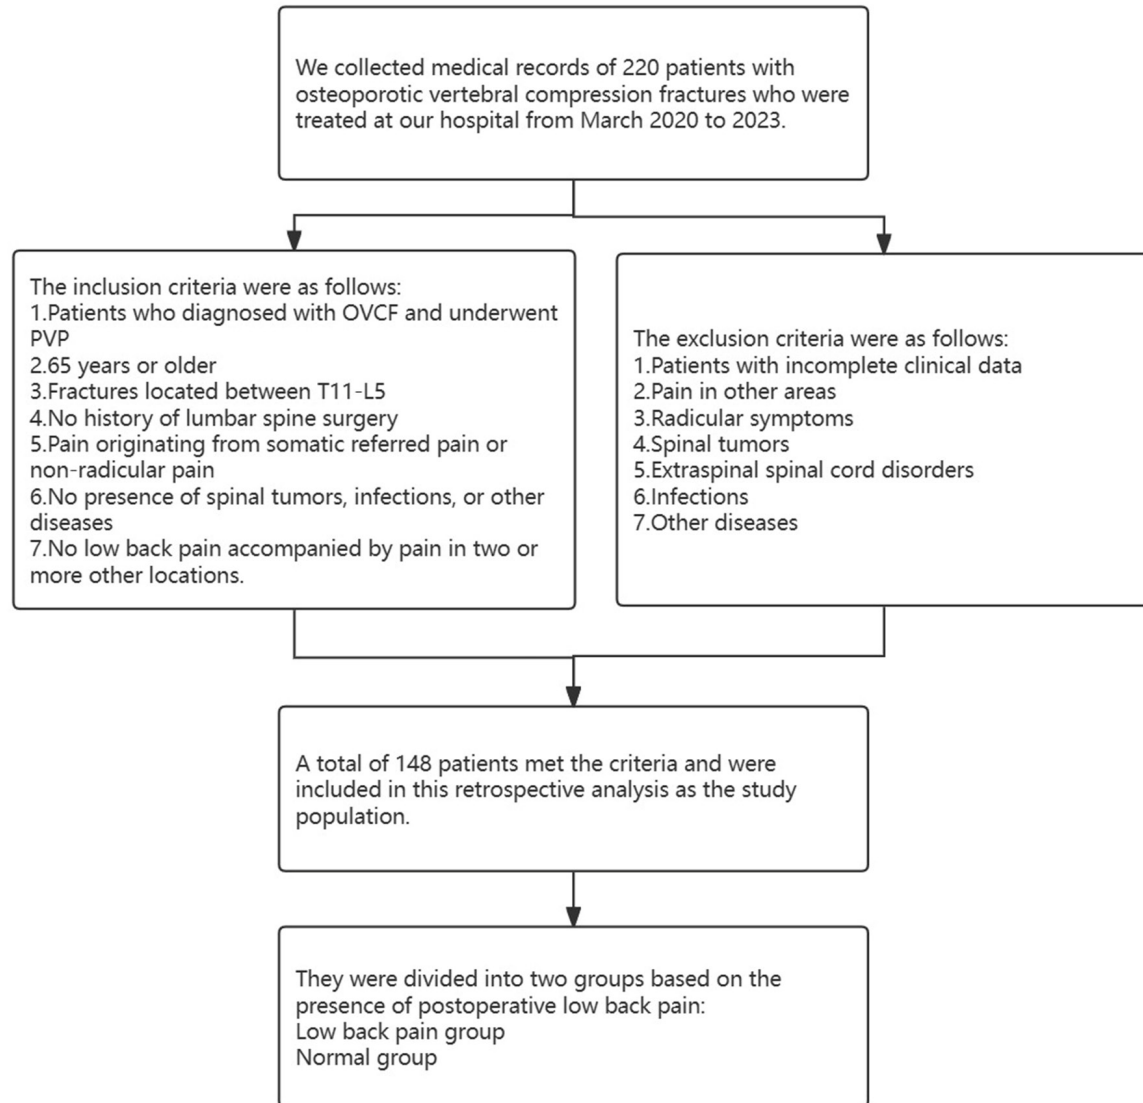 We collected medical records of 220 patients with
osteoporotic vertebral compression fractures who were
treated at our hospital from March 2020 to 2023.
The inclusion criteria were as follows:
1.Patients who diagnosed with OVCF and underwent
PVP
2.65 years or older
3.Fractures located between T11-L5
4.No history of lumbar spine surgery
5.Pain originating from somatic referred pain or
non-radicular pain
6.No presence of spinal tumors, infections, or other
diseases
7.No low back pain accompanied by pain in two or
more other locations.
The exclusion criteria were as follows:
1.Patients with incomplete clinical data
2.Pain in other areas
3.Radicular symptoms
4.Spinal tumors
5.Extraspinal spinal cord disorders
6.Infections
7.Other diseases
A total of 148 patients met the criteria and were
included in this retrospective analysis as the study
population.
They were divided into two groups based on the
presence of postoperative low back pain:
Low back pain group
Normal group